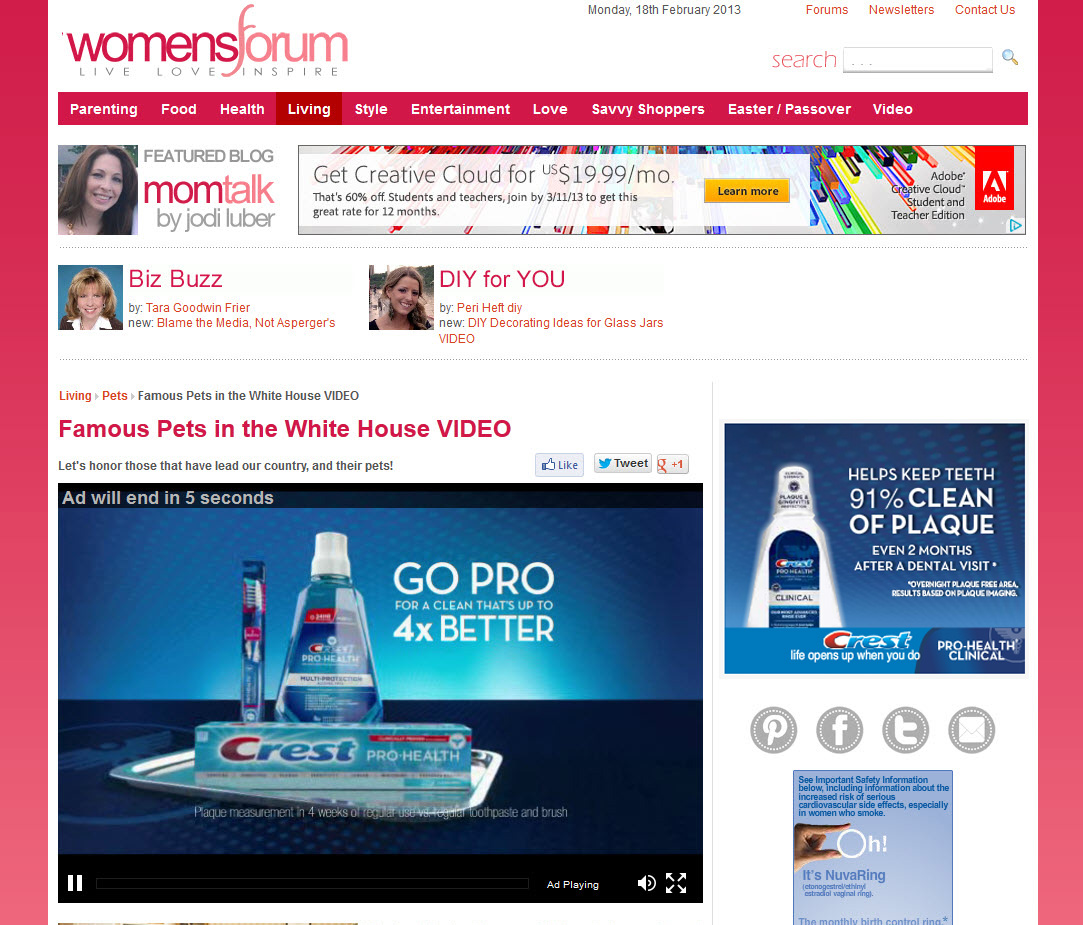 Monday, 18th February 2013
Forums
Newsletters
Contact Us
womensforum
LIVE LOVE INSPIRE
search
. . .
Parenting
Food
Health
Living
Style
Entertainment
Love
Savvy Shoppers
Easter / Passover
Video
FEATURED BLOG
momtalk
by jodi luber
Get Creative Cloud for US$19.99/mo.
That's 60% off. Students and teachers, join by 3/11/13 to get this
great rate for 12 months.
Learn more
Adobe®
Creative Cloud™
Student and
Teacher Edition
Adobe
Biz Buzz
by: Tara Goodwin Frier
new: Blame the Media, Not Asperger's
DIY for YOU
by: Peri Heft diy
new: DIY Decorating Ideas for Glass Jars
VIDEO
Living
Pets
Famous Pets in the White House VIDEO
Famous Pets in the White House VIDEO
Let's honor those that have lead our country, and their pets!
Like
Tweet
g +1
Ad will end in 5 seconds
GO PRO
FOR A CLEAN THAT'S UP TO
4x BETTER
Crest
PRO-HEALTH
MULTI-PROTECTION
Crest PRO-HEALTH
Plaque measurement in 4 weeks of regular use vs. regular toothpaste and brush
Ad Playing
HELPS KEEP TEETH
91% CLEAN
OF PLAQUE
EVEN 2 MONTHS
AFTER A DENTAL VISIT*
*OVERNIGHT PLAQUE FREE AREA,
RESULTS BASED ON PLAQUE IMAGING.
CLINICAL
PLAQUE &
GINGIVITIS
Crest
PRO-HEALTH
CLINICAL
Crest
life opens up when you do
PRO-HEALTH
CLINICAL
See Important Safety Information
below, including information about the
increased risk of serious
cardiovascular side effects, especially
in women who smoke.
Oh!
It's NuvaRing
(etonogestrel/ethinyl
estradiol vaginal ring).
The monthly birth control ring.*